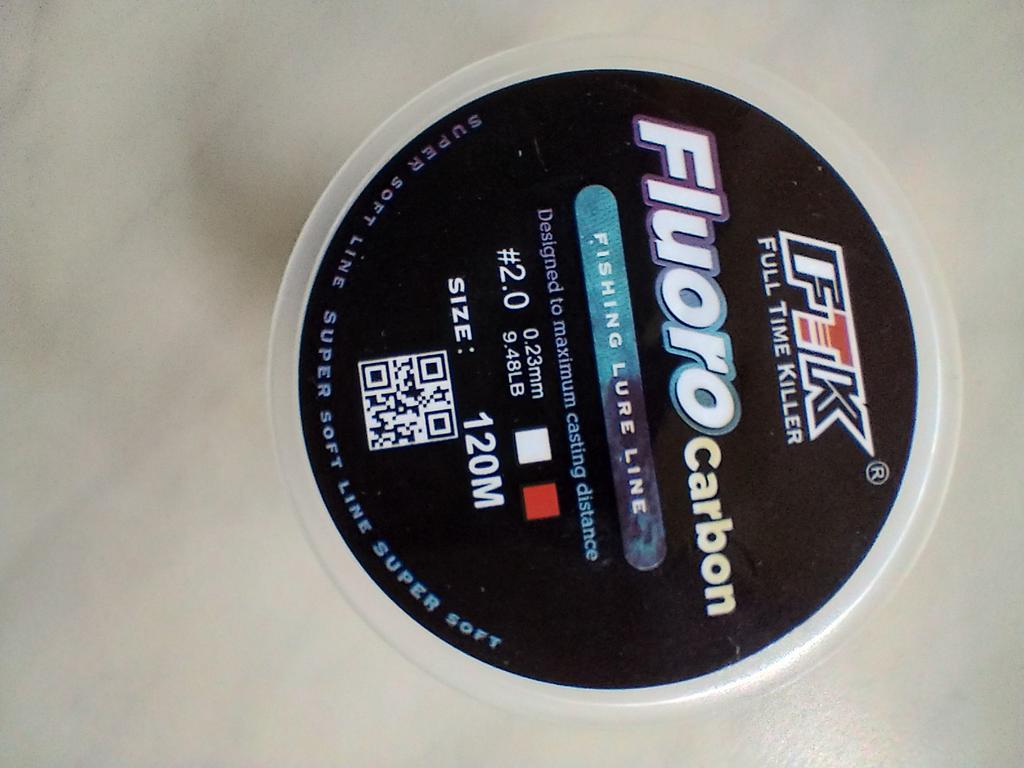 FTK®
FULL TIME KILLER
Fluoro carbon
FISHING LURE LINE
Designed to maximum casting distance
#2.0 0.23mm
9.48LB
SIZE: 120M
SUPER SOFT LINE SUPER SOFT LINE SUPER SOFT